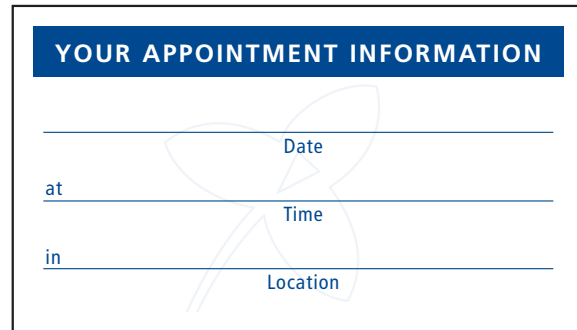 YOUR APPOINTMENT INFORMATION
Date
at
Time
in
Location